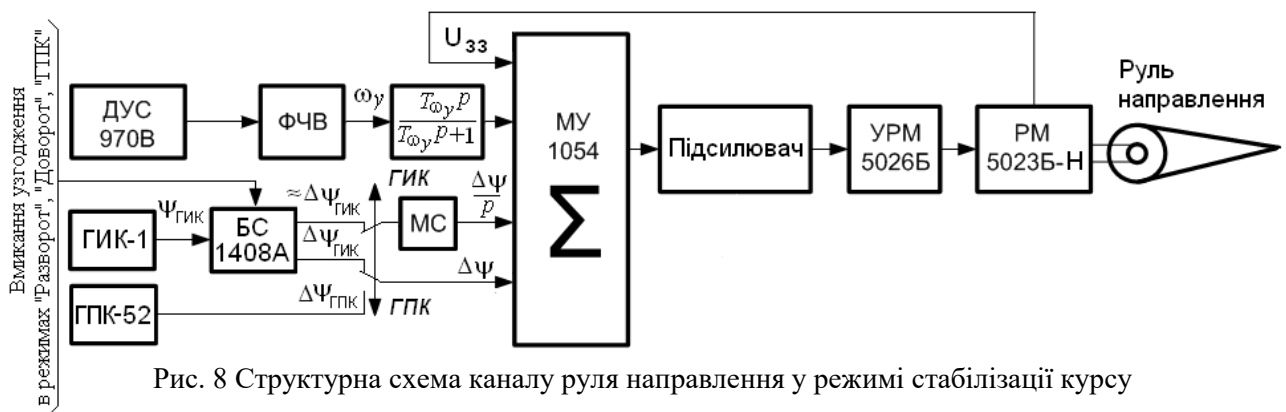 Вмикання узгодження
в режимах "Разворот", "Доворот", "ГПК"
U₃₃
ДУС
970В
ФЧВ
ωy
Tωy p
Tωy p+1
ГИК-1
ΨГИК
БС
1408А
≈ΔΨГИК
ΔΨГИК
ГИК
МС
ΔΨ
p
ГПК-52
ΔΨГПК
ГПК
ΔΨ
МУ
1054
Σ
Підсилювач
УРМ
5026Б
РМ
5023Б-Н
Руль
направлення
Рис. 8 Структурна схема каналу руля направлення у режимі стабілізації курсу